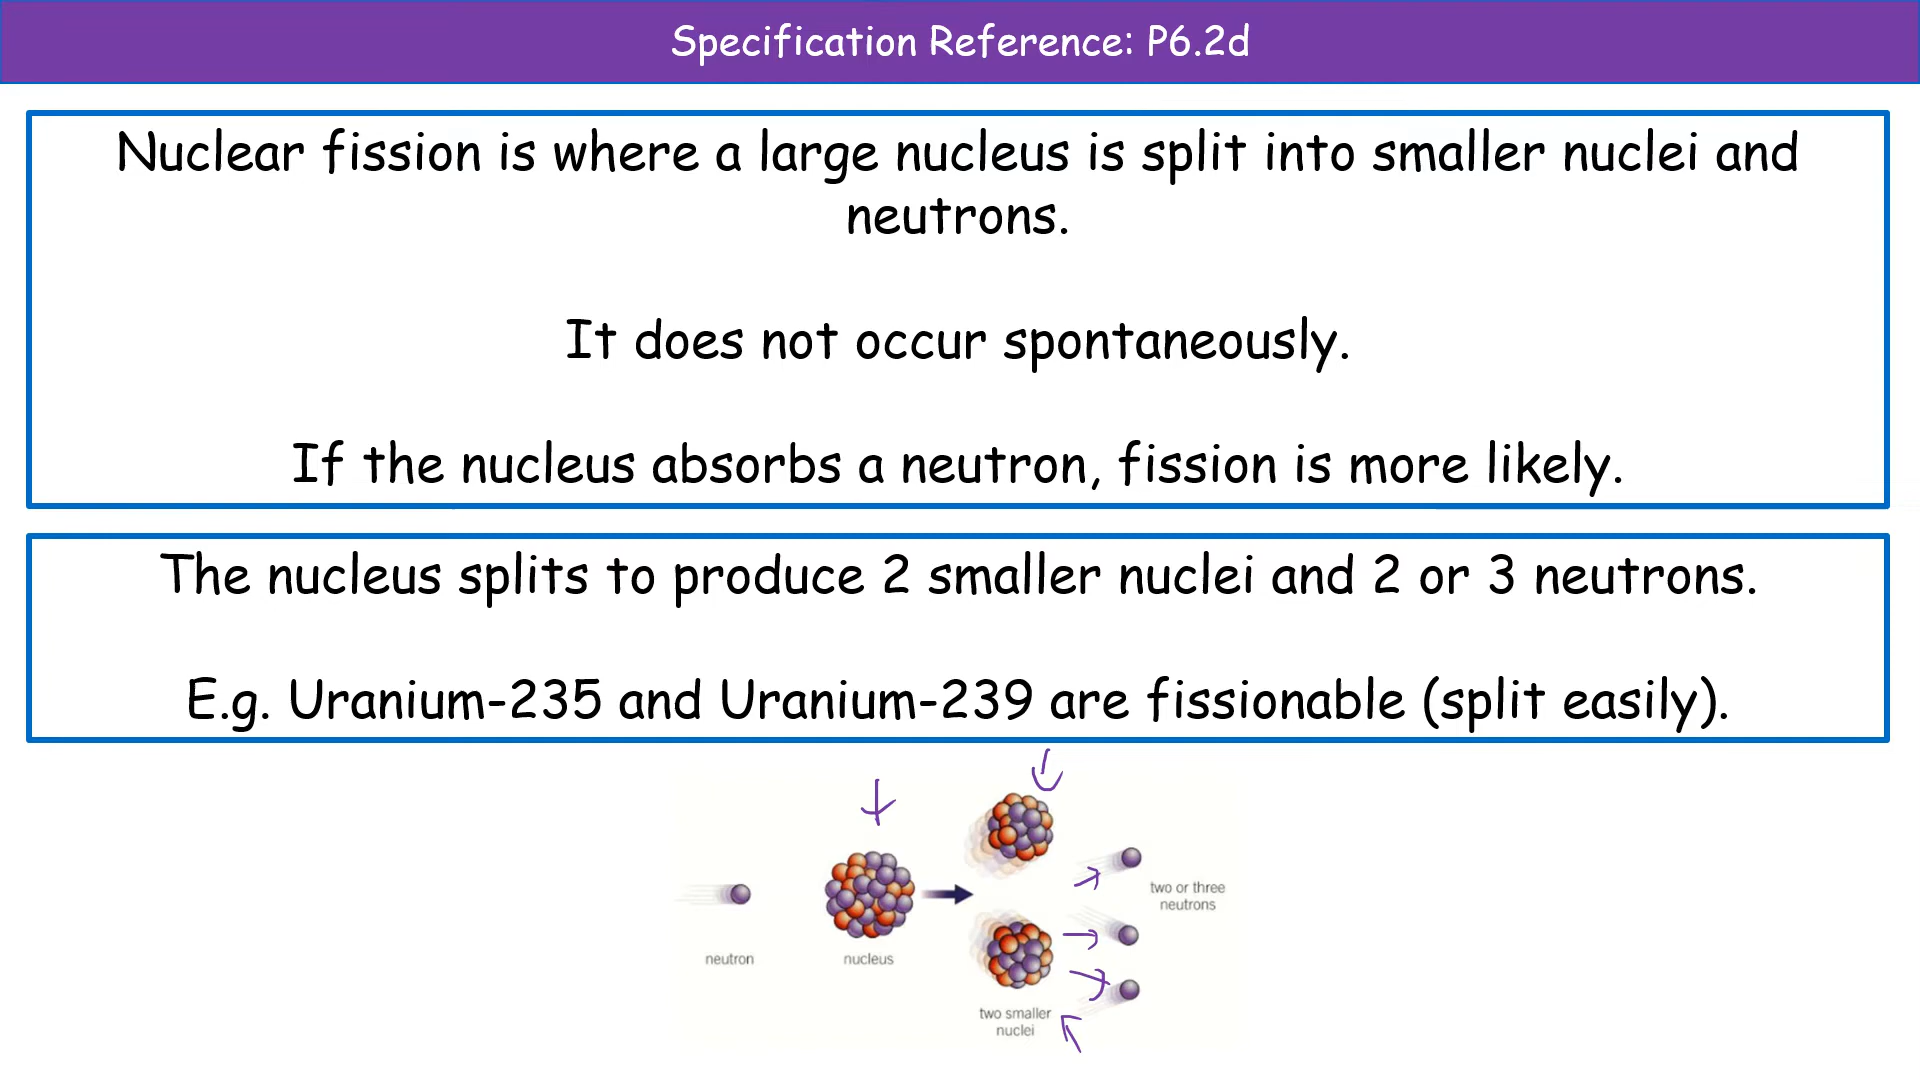 Specification Reference: P6.2d
Nuclear fission is where a large nucleus is split into smaller nuclei and
neutrons.
It does not occur spontaneously.
If the nucleus absorbs a neutron, fission is more likely.
The nucleus splits to produce 2 smaller nuclei and 2 or 3 neutrons.
E.g. Uranium-235 and Uranium-239 are fissionable (split easily).
neutron
nucleus
two smaller
nuclei
two or three
neutrons